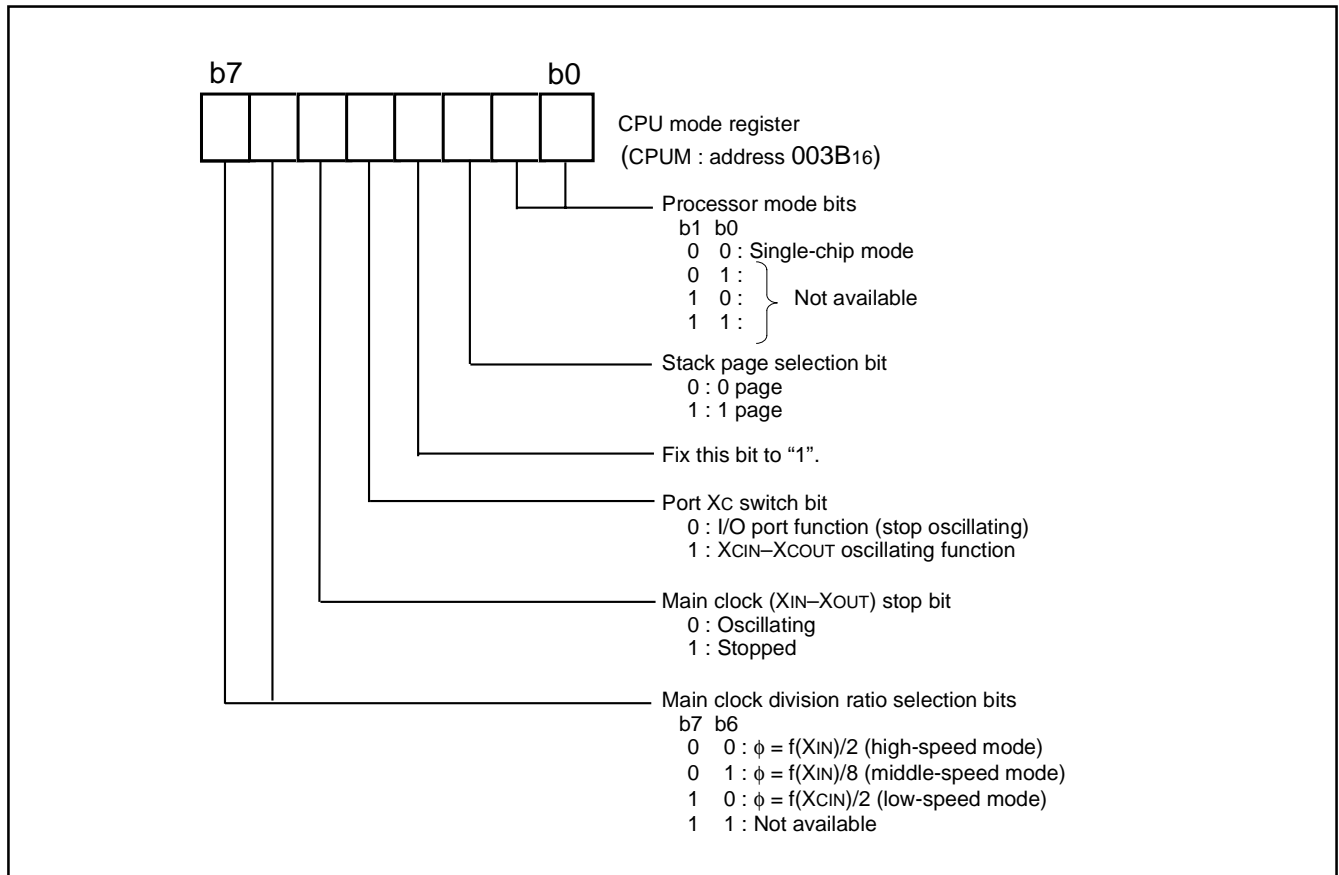 b7 b0
CPU mode register
(CPUM : address 003B16)
Processor mode bits
b1 b0
0 0 : Single-chip mode
0 1 :
1 0 : Not available
1 1 :
Stack page selection bit
0 : 0 page
1 : 1 page
Fix this bit to “1”.
Port XC switch bit
0 : I/O port function (stop oscillating)
1 : XCIN–XCOUT oscillating function
Main clock (XIN–XOUT) stop bit
0 : Oscillating
1 : Stopped
Main clock division ratio selection bits
b7 b6
0 0 : ϕ = f(XIN)/2 (high-speed mode)
0 1 : ϕ = f(XIN)/8 (middle-speed mode)
1 0 : ϕ = f(XCIN)/2 (low-speed mode)
1 1 : Not available